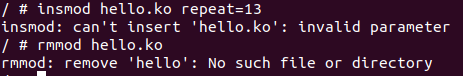 / # insmod hello.ko repeat=13
insmod: can't insert 'hello.ko': invalid parameter
/ # rmmod hello.ko
rmmod: remove 'hello': No such file or directory